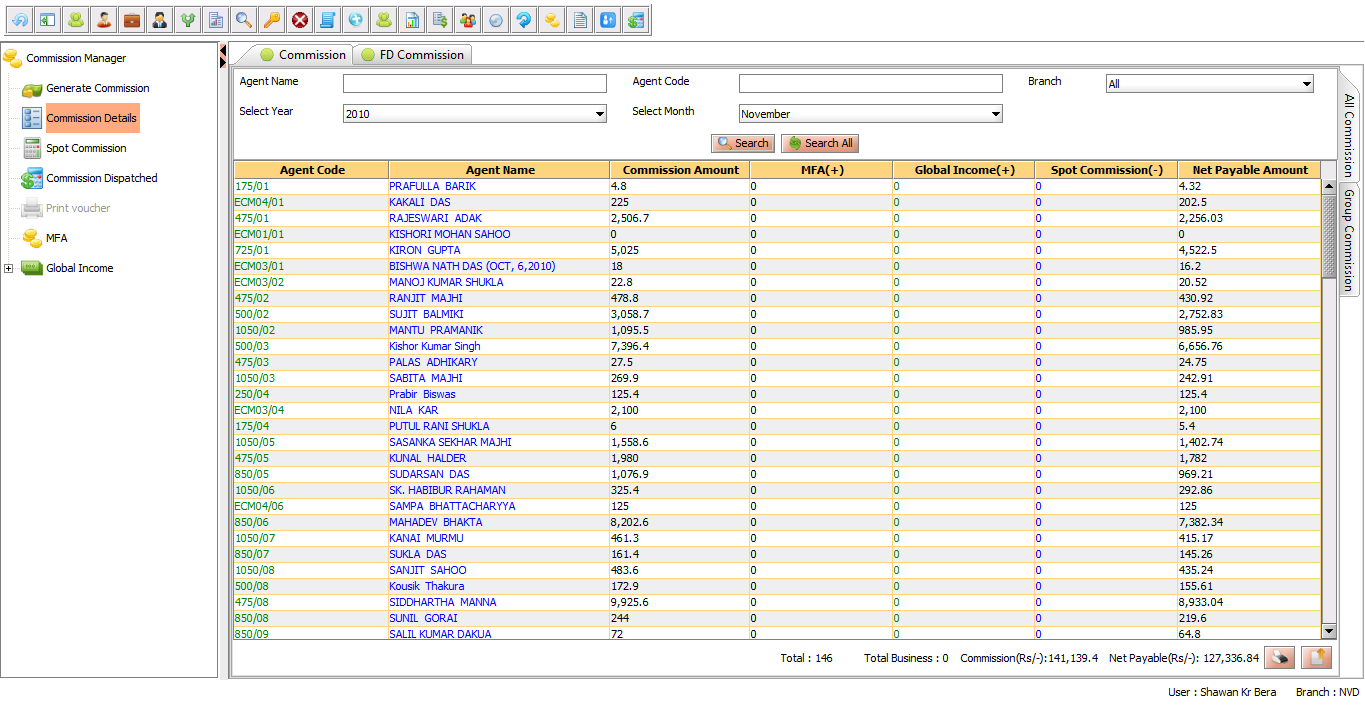 Commission Manager
Generate Commission
Commission Details
Spot Commission
Commission Dispatched
Print voucher
MFA
Global Income
Commission FD Commission
Agent Name Agent Code Branch All
Select Year 2010 Select Month November
Search Search All
Agent Code Agent Name Commission Amount MFA(+) Global Income(+) Spot Commission(-) Net Payable Amount
175/01 PRAFULLA BARIK 4.8 0 0 0 4.32
ECM04/01 KAKALI DAS 225 0 0 0 202.5
475/01 RAJESWARI ADAK 2,506.7 0 0 0 2,256.03
ECM01/01 KISHORI MOHAN SAHOO 0 0 0 0 0
725/01 KIRON GUPTA 5,025 0 0 0 4,522.5
ECM03/01 BISHWA NATH DAS (OCT, 6,2010) 18 0 0 0 16.2
ECM03/02 MANOJ KUMAR SHUKLA 22.8 0 0 0 20.52
475/02 RANJIT MAJHI 478.8 0 0 0 430.92
500/02 SUJIT BALMIKI 3,058.7 0 0 0 2,752.83
1050/02 MANTU PRAMANIK 1,095.5 0 0 0 985.95
500/03 Kishor Kumar Singh 7,396.4 0 0 0 6,656.76
475/03 PALAS ADHIKARY 27.5 0 0 0 24.75
1050/03 SABITA MAJHI 269.9 0 0 0 242.91
250/04 Prabir Biswas 125.4 0 0 0 125.4
ECM03/04 NILA KAR 2,100 0 0 0 2,100
175/04 PUTUL RANI SHUKLA 6 0 0 0 5.4
1050/05 SASANKA SEKHAR MAJHI 1,558.6 0 0 0 1,402.74
475/05 KUNAL HALDER 1,980 0 0 0 1,782
850/05 SUDARSAN DAS 1,076.9 0 0 0 969.21
1050/06 SK. HABIBUR RAHAMAN 325.4 0 0 0 292.86
ECM04/06 SAMPA BHATTACHARYYA 125 0 0 0 125
850/06 MAHADEV BHAKTA 8,202.6 0 0 0 7,382.34
1050/07 KANAI MURMU 461.3 0 0 0 415.17
850/07 SUKLA DAS 161.4 0 0 0 145.26
1050/08 SANJIT SAHOO 483.6 0 0 0 435.24
500/08 Kousik Thakura 172.9 0 0 0 155.61
475/08 SIDDHARTHA MANNA 9,925.6 0 0 0 8,933.04
850/08 SUNIL GORAI 244 0 0 0 219.6
850/09 SALIL KUMAR DAKUA 72 0 0 0 64.8
Total : 146 Total Business : 0 Commission(Rs/-):141,139.4 Net Payable(Rs/-): 127,336.84
All Commission
Group Commission
User : Shawan Kr Bera Branch : NVD